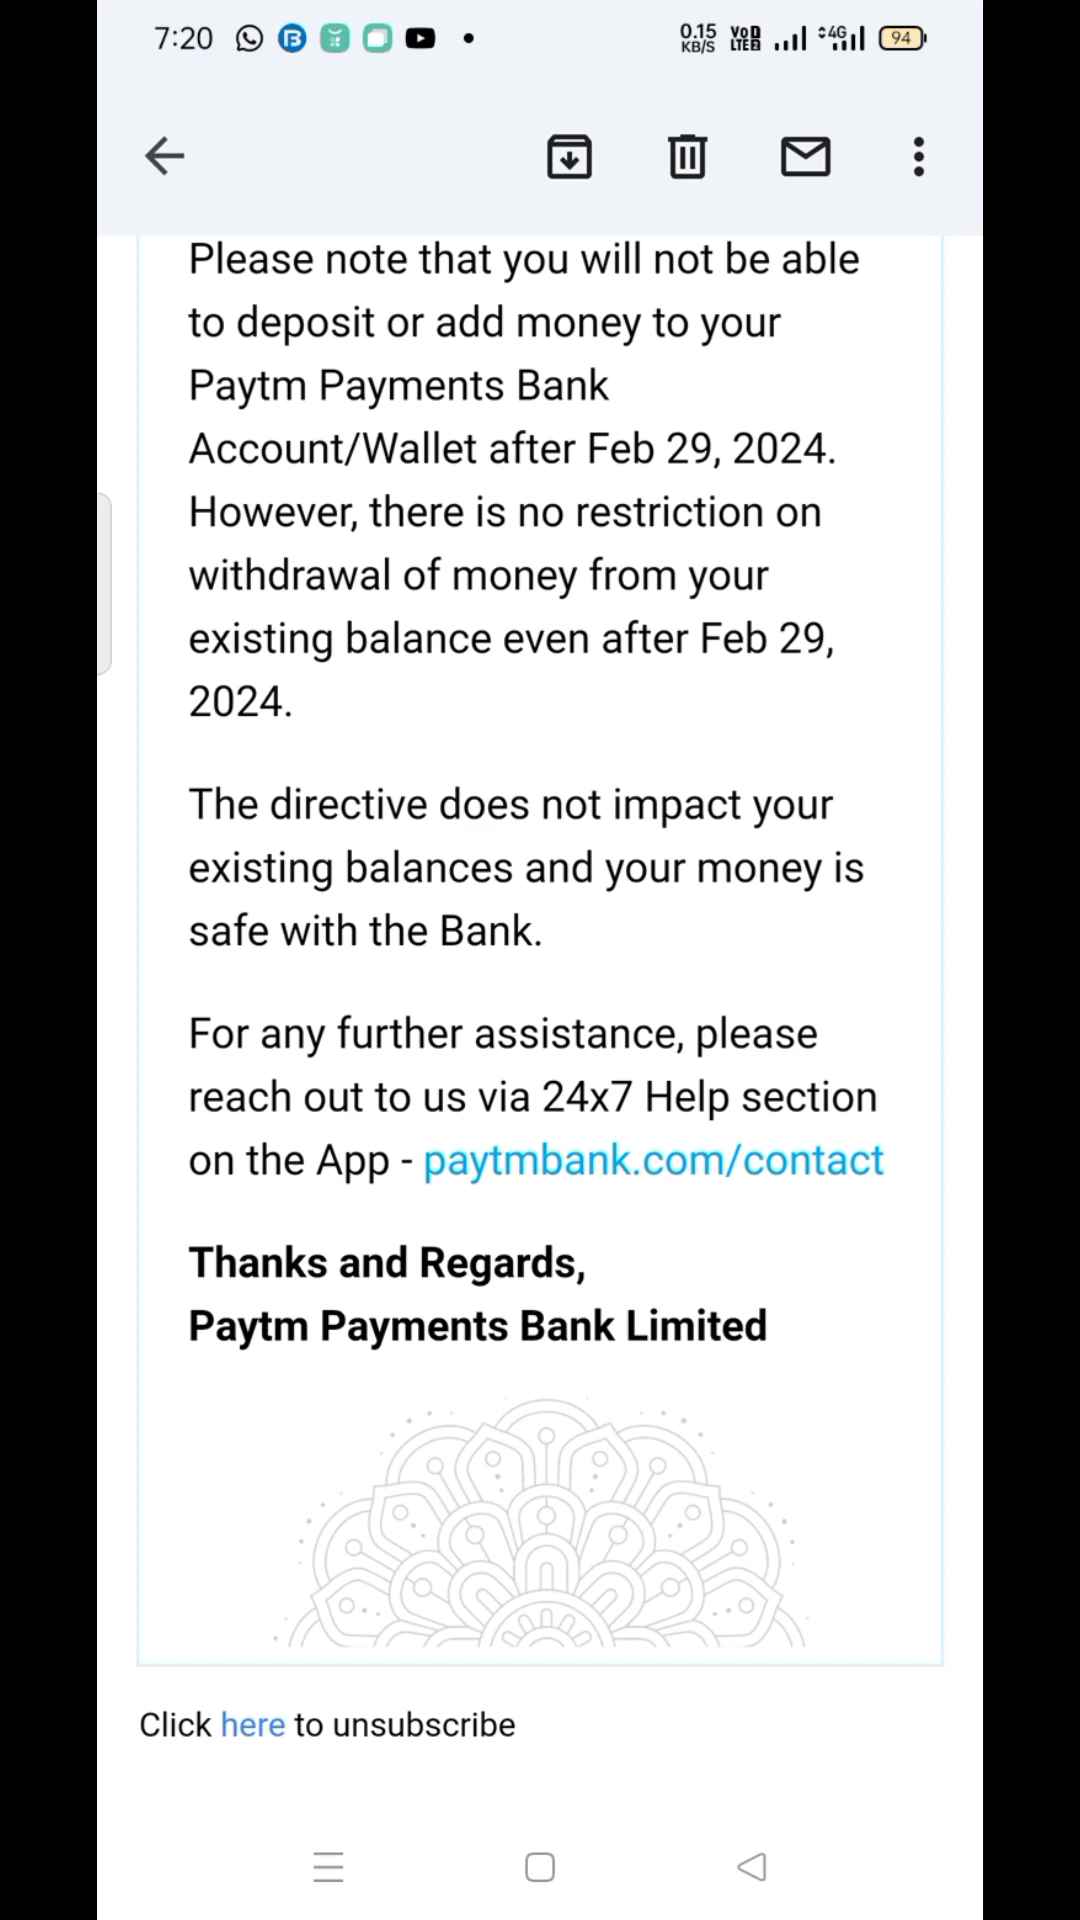 7:20
0.15
KB/S
VoD
LTE2
4G
94
Please note that you will not be able
to deposit or add money to your
Paytm Payments Bank
Account/Wallet after Feb 29, 2024.
However, there is no restriction on
withdrawal of money from your
existing balance even after Feb 29,
2024.
The directive does not impact your
existing balances and your money is
safe with the Bank.
For any further assistance, please
reach out to us via 24x7 Help section
on the App - paytmbank.com/contact
Thanks and Regards,
Paytm Payments Bank Limited
Click here to unsubscribe